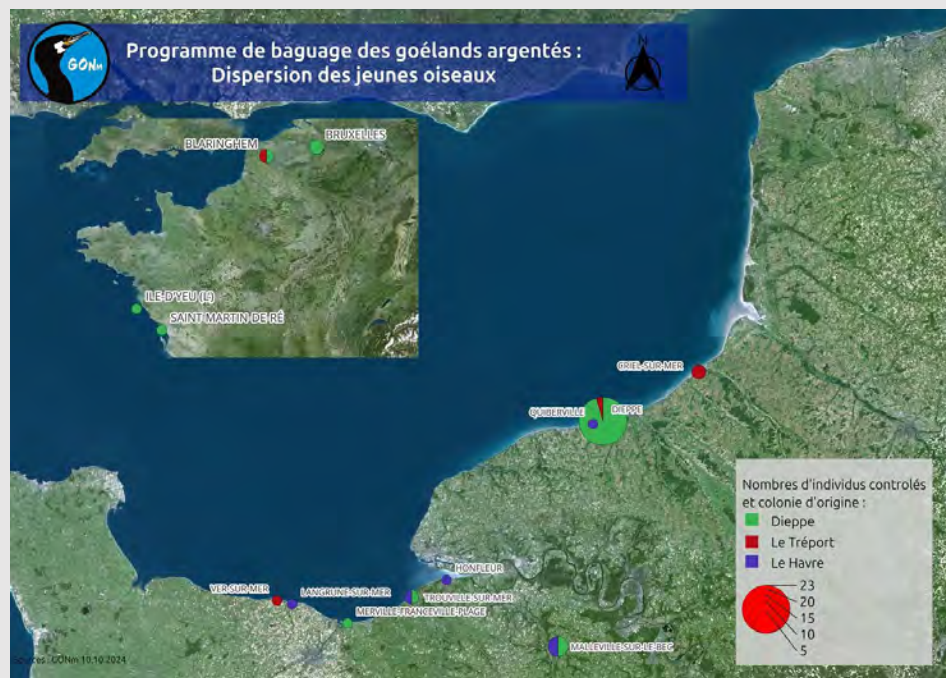 GONm
Programme de baguage des goélands argentés :
Dispersion des jeunes oiseaux
N
BLARINGHEM
BRUXELLES
ILE-D'YEU (L')
SAINT-MARTIN-DE-RÉ
CRIEL-SUR-MER
QUIBERVILLE
DIEPPE
HONFLEUR
VER-SUR-MER
LANGRUNE-SUR-MER
TROUVILLE-SUR-MER
MERVILLE-FRANCEVILLE-PLAGE
MALLEVILLE-SUR-LE-BEC
Nombres d'individus controlés
et colonie d'origine :
Dieppe
Le Tréport
Le Havre
23
20
15
10
5
Sources : GONm 10.10.2024